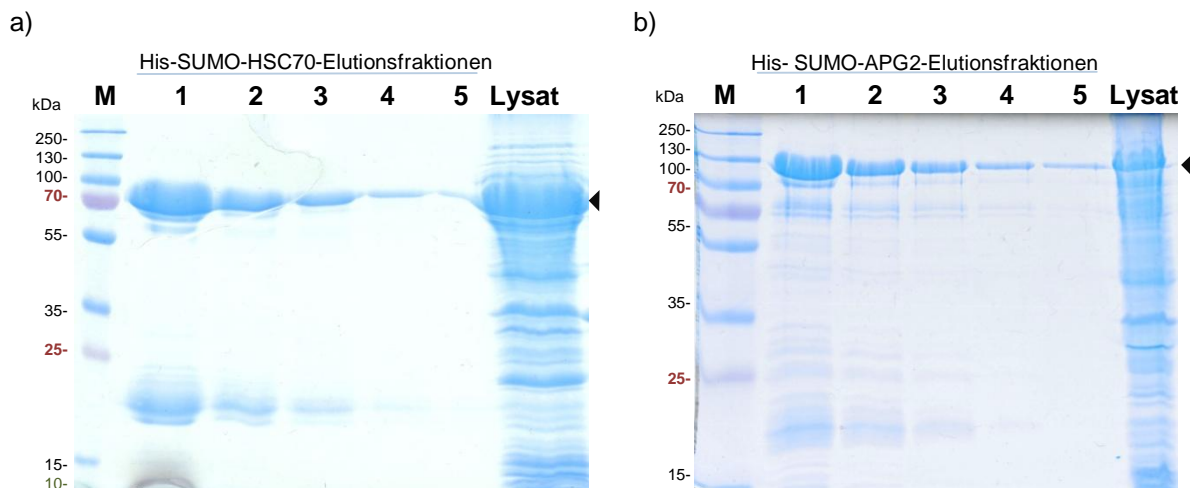 a)
His-SUMO-HSC70-Elutionsfraktionen
kDa
M 1 2 3 4 5 Lysat
250-
130-
100-
70-
55-
35-
25-
15-
10-
b)
His- SUMO-APG2-Elutionsfraktionen
kDa
M 1 2 3 4 5 Lysat
250-
130-
100-
70-
55-
35-
25-
15-